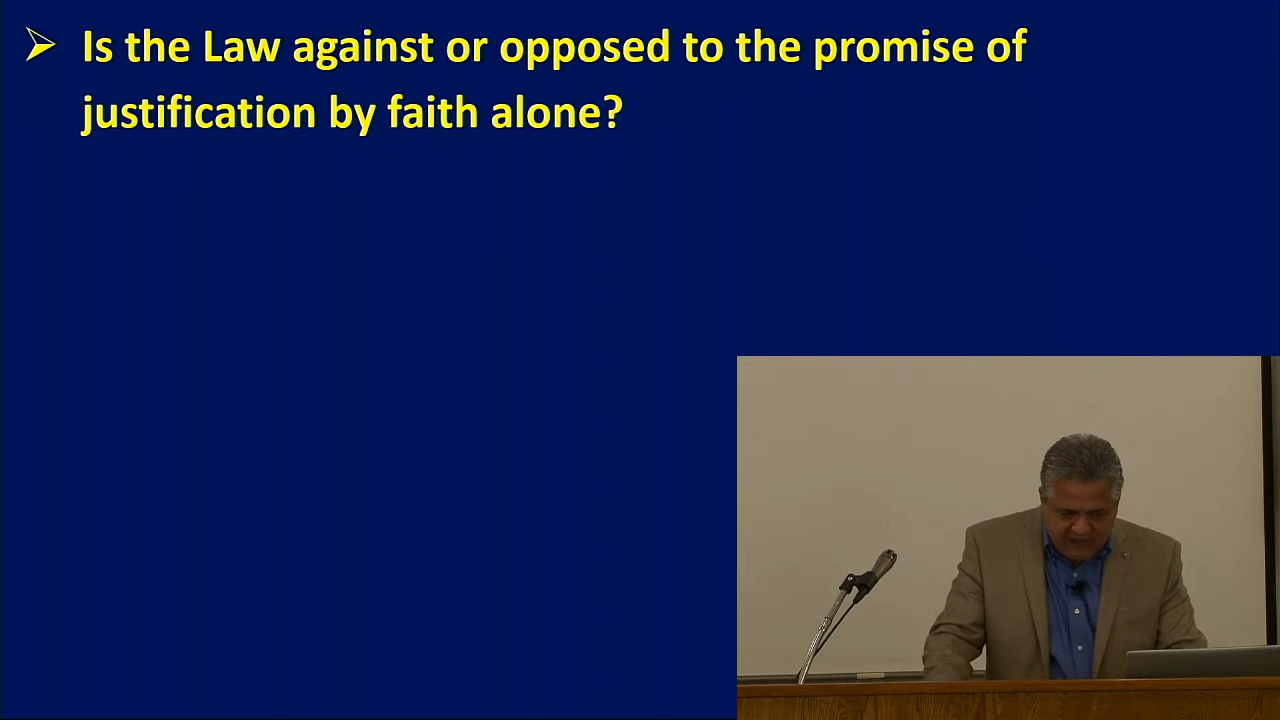 Is the Law against or opposed to the promise of
justification by faith alone?